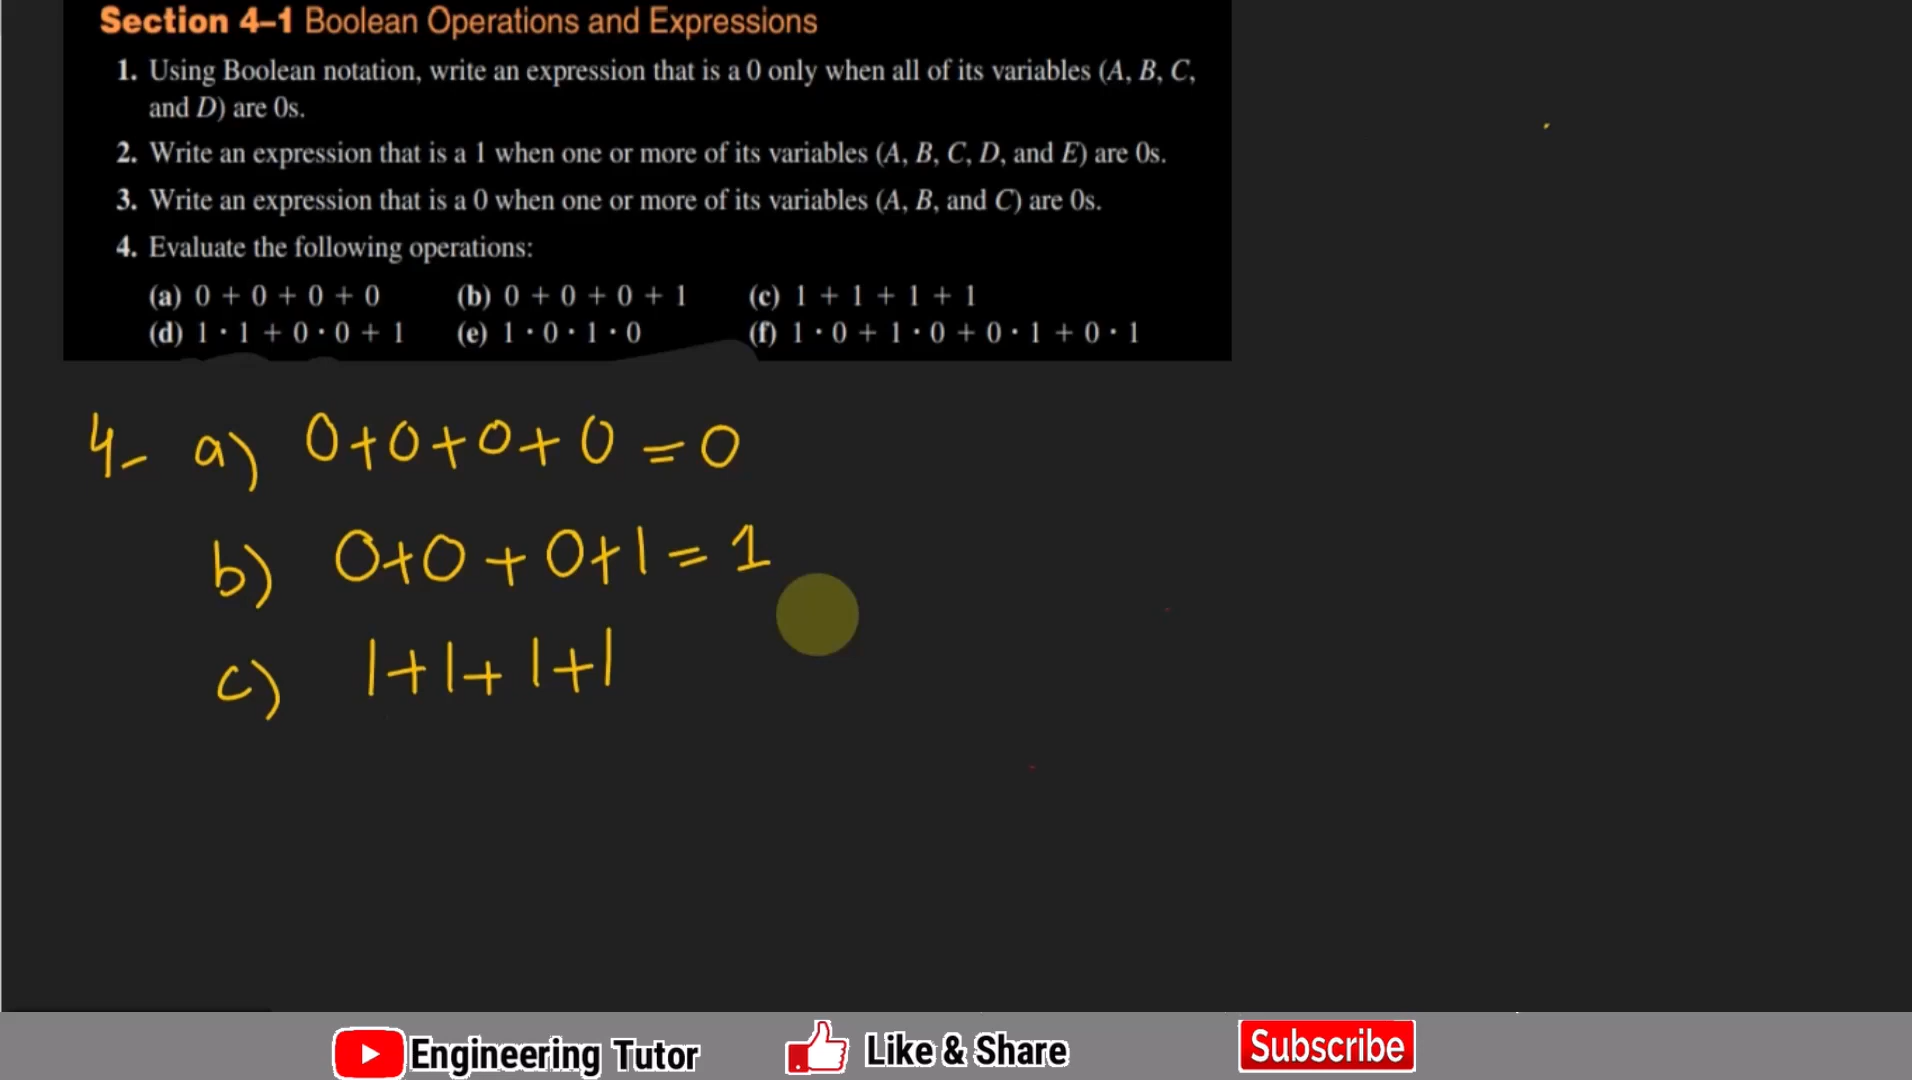 Section 4–1 Boolean Operations and Expressions
1. Using Boolean notation, write an expression that is a 0 only when all of its variables (A, B, C,
and D) are 0s.
2. Write an expression that is a 1 when one or more of its variables (A, B, C, D, and E) are 0s.
3. Write an expression that is a 0 when one or more of its variables (A, B, and C) are 0s.
4. Evaluate the following operations:
(a) 0 + 0 + 0 + 0 (b) 0 + 0 + 0 + 1 (c) 1 + 1 + 1 + 1
(d) 1 · 1 + 0 · 0 + 1 (e) 1 · 0 · 1 · 0 (f) 1 · 0 + 1 · 0 + 0 · 1 + 0 · 1
4- a) 0+0+0+0 = 0
b) 0+0+0+1 = 1
c) 1+1+1+1
Engineering Tutor Like & Share Subscribe